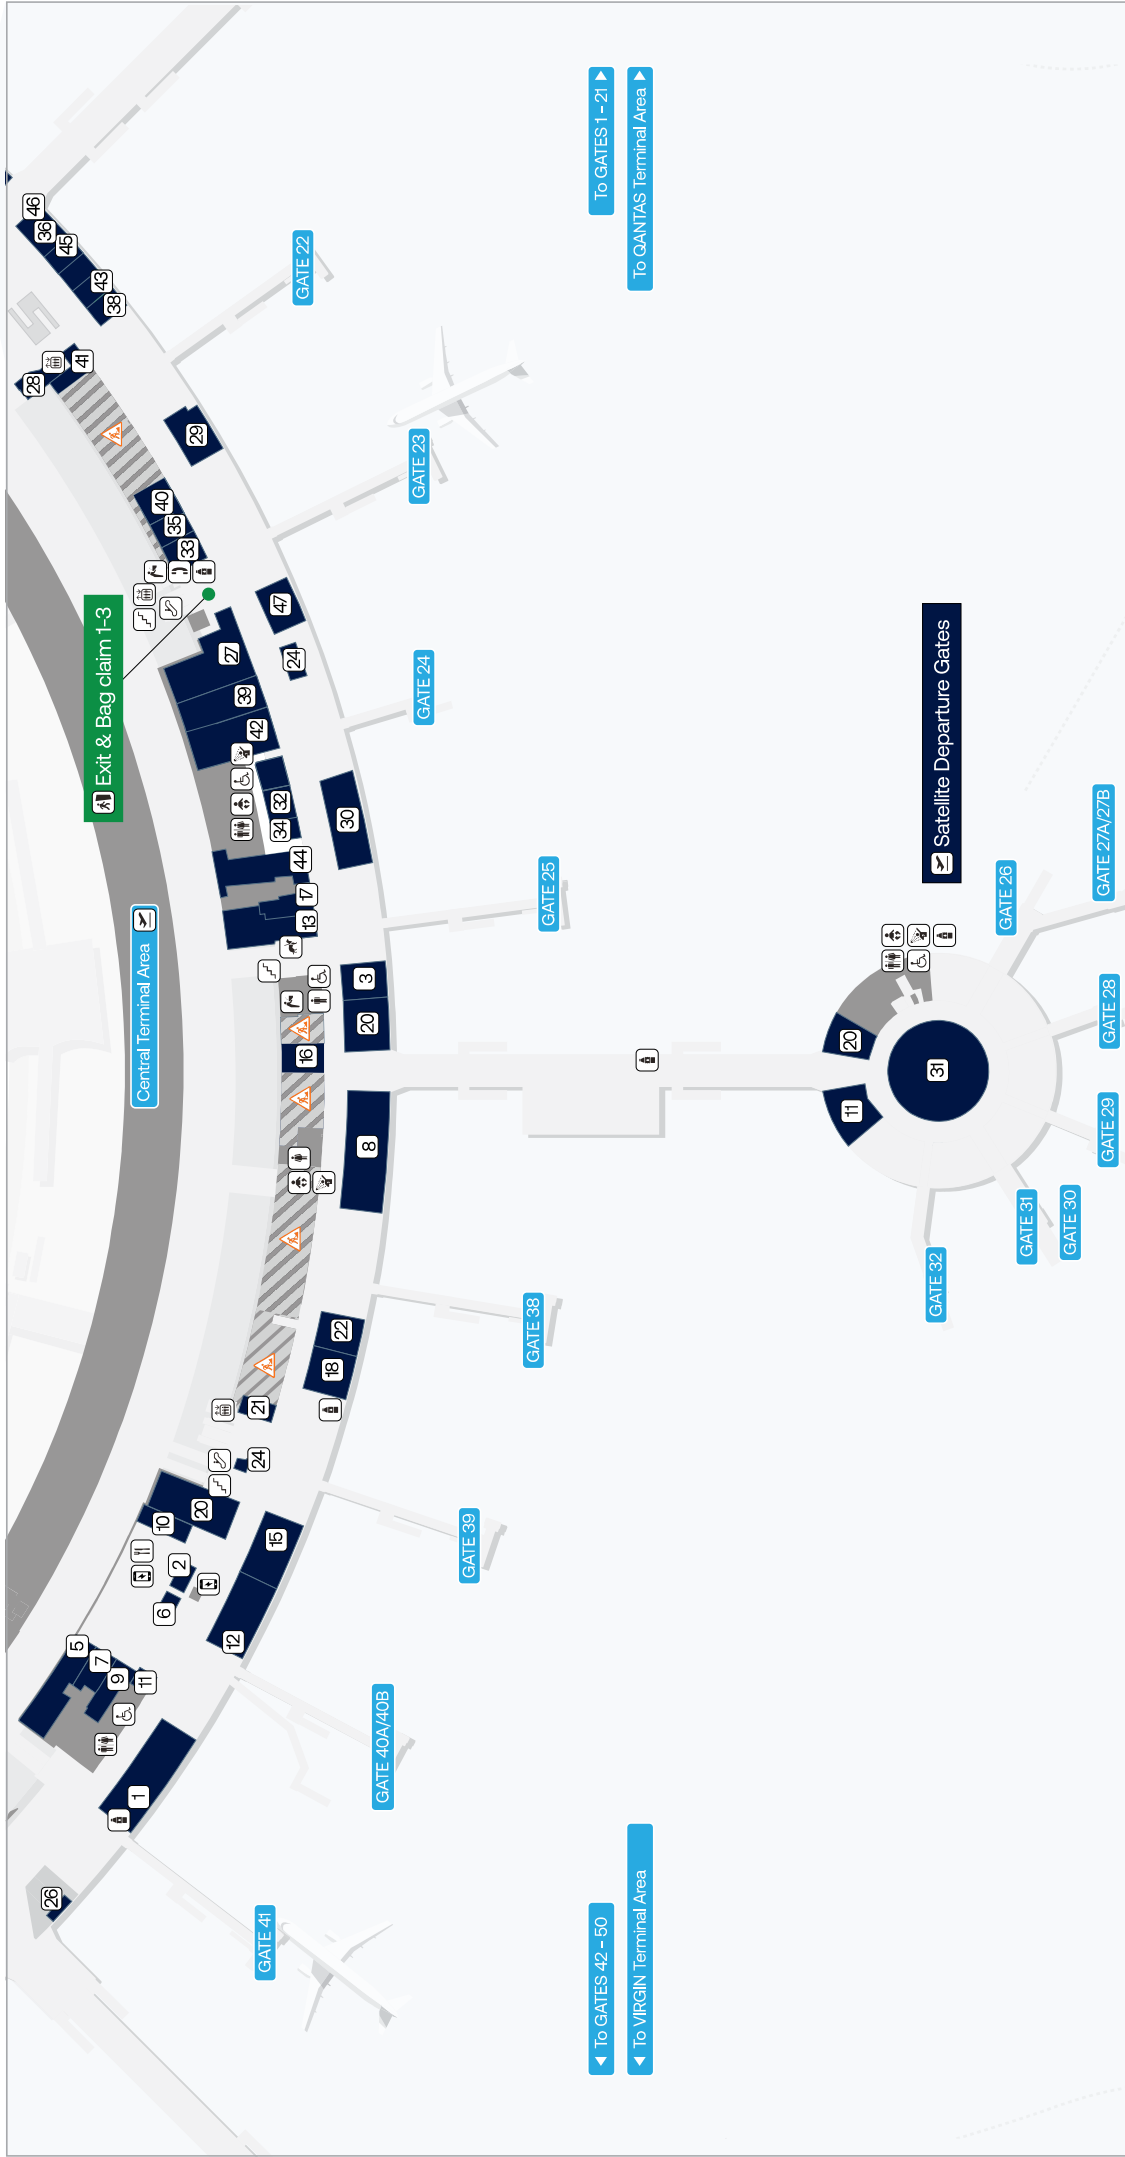 46
36
45
43
38
28
41
29
40
35
33
Exit & Bag claim 1-3
27
39
42
47
24
32
34
44
17
13
30
3
20
16
8
22
18
21
24
20
10
2
6
15
12
5
7
9
11
1
26
Central Terminal Area
To GATES 1 - 21
To QANTAS Terminal Area
GATE 22
GATE 23
GATE 24
GATE 25
Satellite Departure Gates
20
11
31
GATE 26
GATE 27A/27B
GATE 28
GATE 29
GATE 30
GATE 31
GATE 32
GATE 38
GATE 39
GATE 40A/40B
GATE 41
To GATES 42 - 50
To VIRGIN Terminal Area